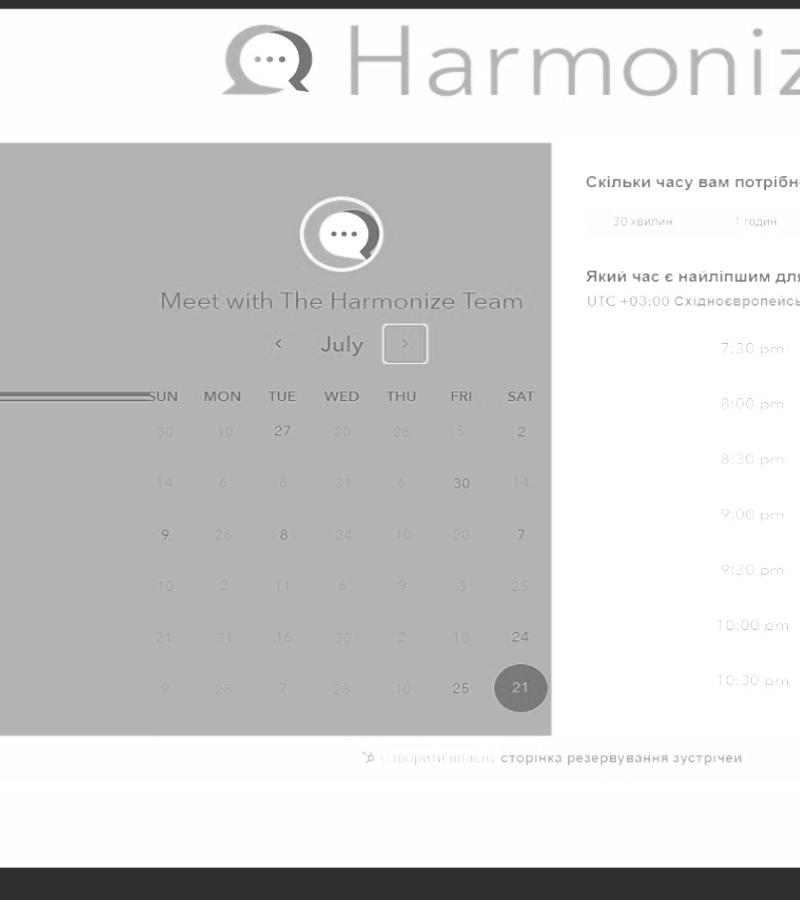 Harmoniz
Meet with The Harmonize Team
July
SUN MON TUE WED THU FRI SAT
30 10 27 20 26 5 2
14 6 8 31 6 30 14
9 26 8 24 10 20 7
10 2 11 6 9 3 25
21 31 16 30 2 18 24
9 28 7 28 10 25 21
Скільки часу вам потрібн
30 хвилин 1 годин
Який час є найліпшим для
UTC +03:00 Східноєвропейсь
7:30 pm
8:00 pm
8:30 pm
9:00 pm
9:30 pm
10:00 pm
10:30 pm
Створити власну сторінка резервування зустрічей